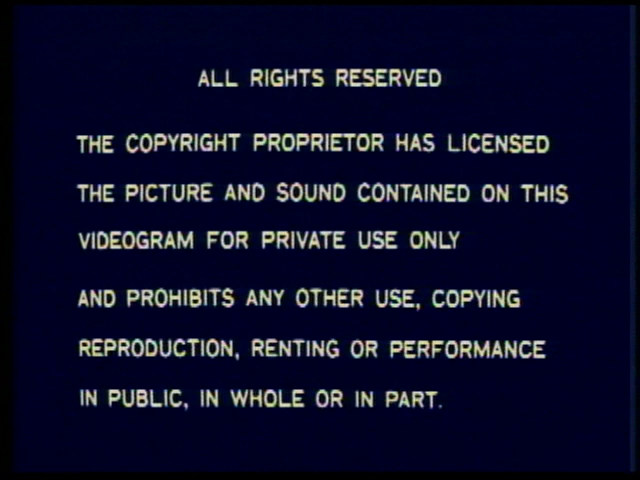 ALL RIGHTS RESERVED
THE COPYRIGHT PROPRIETOR HAS LICENSED
THE PICTURE AND SOUND CONTAINED ON THIS
VIDEOGRAM FOR PRIVATE USE ONLY
AND PROHIBITS ANY OTHER USE, COPYING
REPRODUCTION, RENTING OR PERFORMANCE
IN PUBLIC, IN WHOLE OR IN PART.